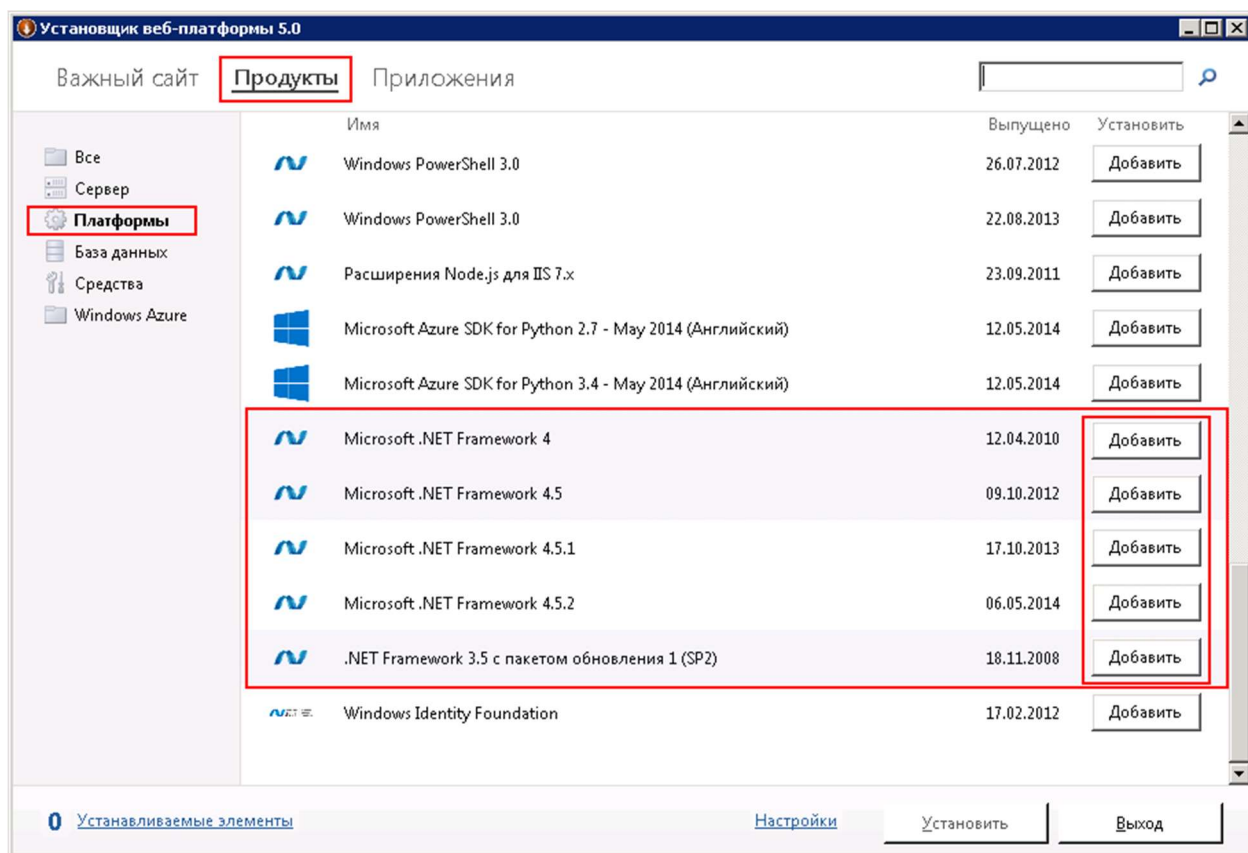 Установщик веб-платформы 5.0
Важный сайт Продукты Приложения
Имя Выпущено Установить
Все
Сервер
Платформы
База данных
Средства
Windows Azure
Windows PowerShell 3.0 26.07.2012 Добавить
Windows PowerShell 3.0 22.08.2013 Добавить
Расширения Node.js для IIS 7.x 23.09.2011 Добавить
Microsoft Azure SDK for Python 2.7 - May 2014 (Английский) 12.05.2014 Добавить
Microsoft Azure SDK for Python 3.4 - May 2014 (Английский) 12.05.2014 Добавить
Microsoft .NET Framework 4 12.04.2010 Добавить
Microsoft .NET Framework 4.5 09.10.2012 Добавить
Microsoft .NET Framework 4.5.1 17.10.2013 Добавить
Microsoft .NET Framework 4.5.2 06.05.2014 Добавить
.NET Framework 3.5 с пакетом обновления 1 (SP2) 18.11.2008 Добавить
Windows Identity Foundation 17.02.2012 Добавить
0 Устанавливаемые элементы Настройки Установить Выход